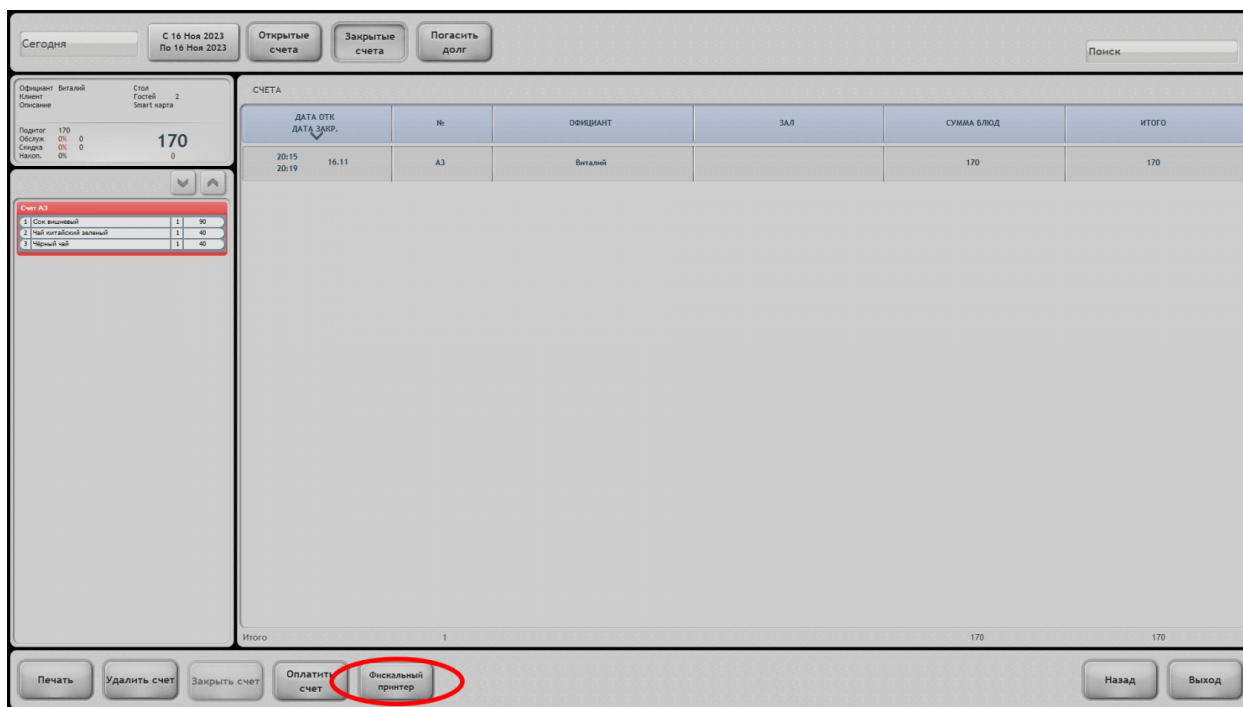 Сегодня
С 16 Ноя 2023
По 16 Ноя 2023
Открытые
счета
Закрытые
счета
Погасить
долг
Поиск
Официант Виталий Стол
Клиент Гостей 2
Описание Smart карта
Подитог 170
Обслуж 0% 0
Скидка 0% 0
Накоп. 0%
170
0
Счет А3
1 Сок вишневый 1 90
2 Чай китайский зеленый 1 40
3 Чёрный чай 1 40
СЧЕТА
ДАТА ОТК
ДАТА ЗАКР.
№ ОФИЦИАНТ ЗАЛ СУММА БЛЮД ИТОГО
20:15
20:19
16.11 А3 Виталий 170 170
Итого 1 170 170
Печать
Удалить счет
Закрыть счет
Оплатить
счет
Фискальный
принтер
Назад
Выход